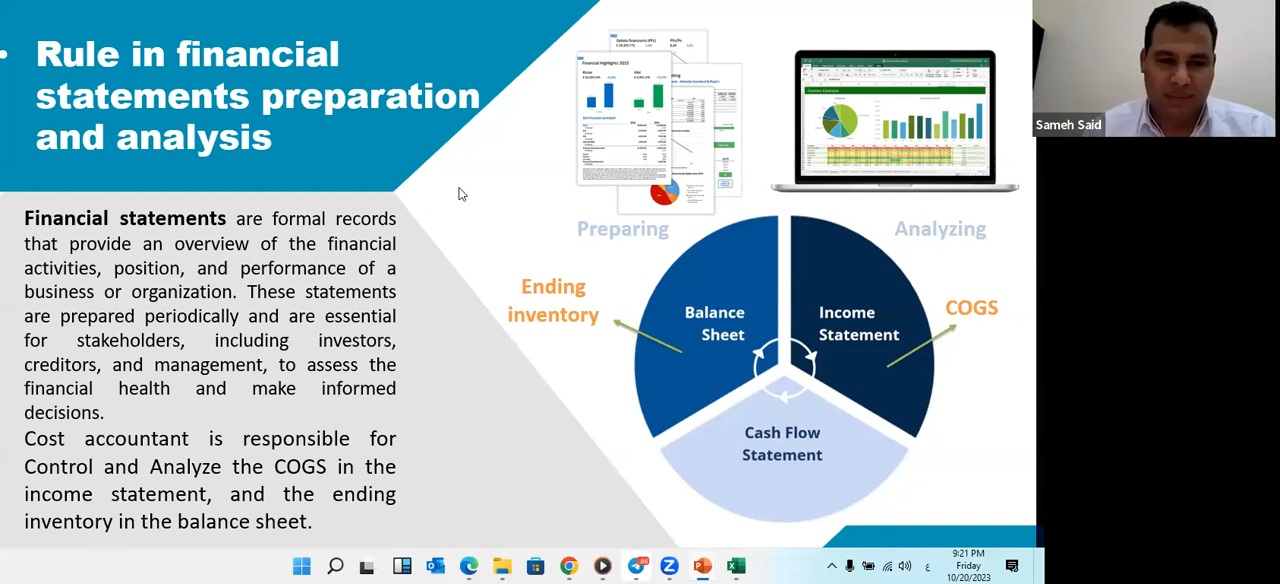 • Rule in financial
statements preparation
and analysis
Financial statements are formal records
that provide an overview of the financial
activities, position, and performance of a
business or organization. These statements
are prepared periodically and are essential
for stakeholders, including investors,
creditors, and management, to assess the
financial health and make informed
decisions.
Cost accountant is responsible for
Control and Analyze the COGS in the
income statement, and the ending
inventory in the balance sheet.
Financial Highlights 2015
Preparing
Analyzing
Ending
inventory
Balance
Sheet
Income
Statement
COGS
Cash Flow
Statement
Sameh Said
9:21 PM
Friday
10/20/2023
ع